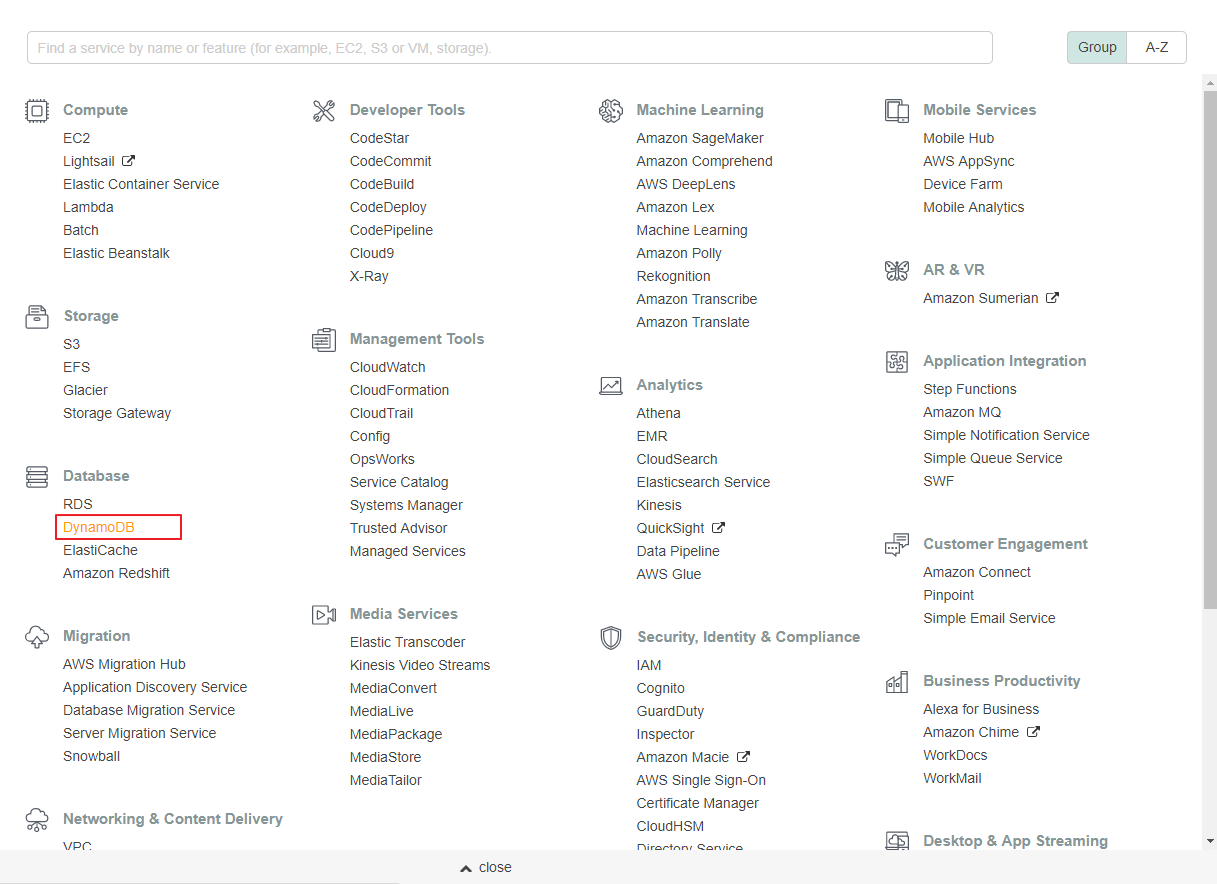 Find a service by name or feature (for example, EC2, S3 or VM, storage).
Group
A-Z
Compute
EC2
Lightsail
Elastic Container Service
Lambda
Batch
Elastic Beanstalk
Storage
S3
EFS
Glacier
Storage Gateway
Database
RDS
DynamoDB
ElastiCache
Amazon Redshift
Migration
AWS Migration Hub
Application Discovery Service
Database Migration Service
Server Migration Service
Snowball
Networking & Content Delivery
VPC
Developer Tools
CodeStar
CodeCommit
CodeBuild
CodeDeploy
CodePipeline
Cloud9
X-Ray
Management Tools
CloudWatch
CloudFormation
CloudTrail
Config
OpsWorks
Service Catalog
Systems Manager
Trusted Advisor
Managed Services
Media Services
Elastic Transcoder
Kinesis Video Streams
MediaConvert
MediaLive
MediaPackage
MediaStore
MediaTailor
Machine Learning
Amazon SageMaker
Amazon Comprehend
AWS DeepLens
Amazon Lex
Machine Learning
Amazon Polly
Rekognition
Amazon Transcribe
Amazon Translate
Analytics
Athena
EMR
CloudSearch
Elasticsearch Service
Kinesis
QuickSight
Data Pipeline
AWS Glue
Security, Identity & Compliance
IAM
Cognito
GuardDuty
Inspector
Amazon Macie
AWS Single Sign-On
Certificate Manager
CloudHSM
Directory Service
Mobile Services
Mobile Hub
AWS AppSync
Device Farm
Mobile Analytics
AR & VR
Amazon Sumerian
Application Integration
Step Functions
Amazon MQ
Simple Notification Service
Simple Queue Service
SWF
Customer Engagement
Amazon Connect
Pinpoint
Simple Email Service
Business Productivity
Alexa for Business
Amazon Chime
WorkDocs
WorkMail
Desktop & App Streaming
close